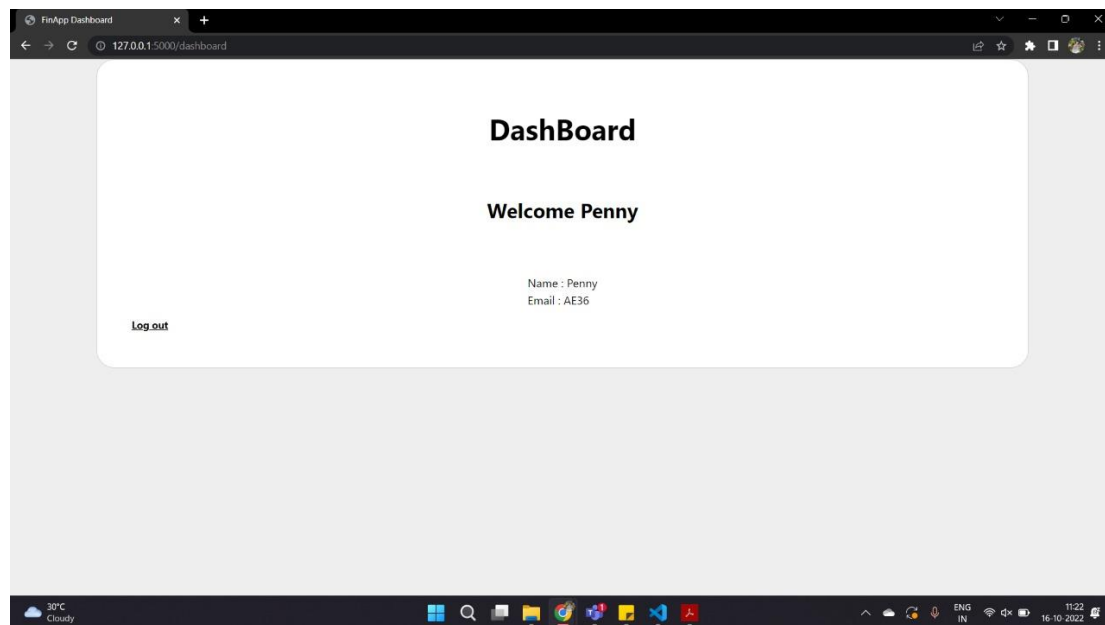 FinApp Dashboard
127.0.0.1:5000/dashboard
DashBoard
Welcome Penny
Name : Penny
Email : AE36
Log out
30°C
Cloudy
ENG
IN
11:22
16-10-2022